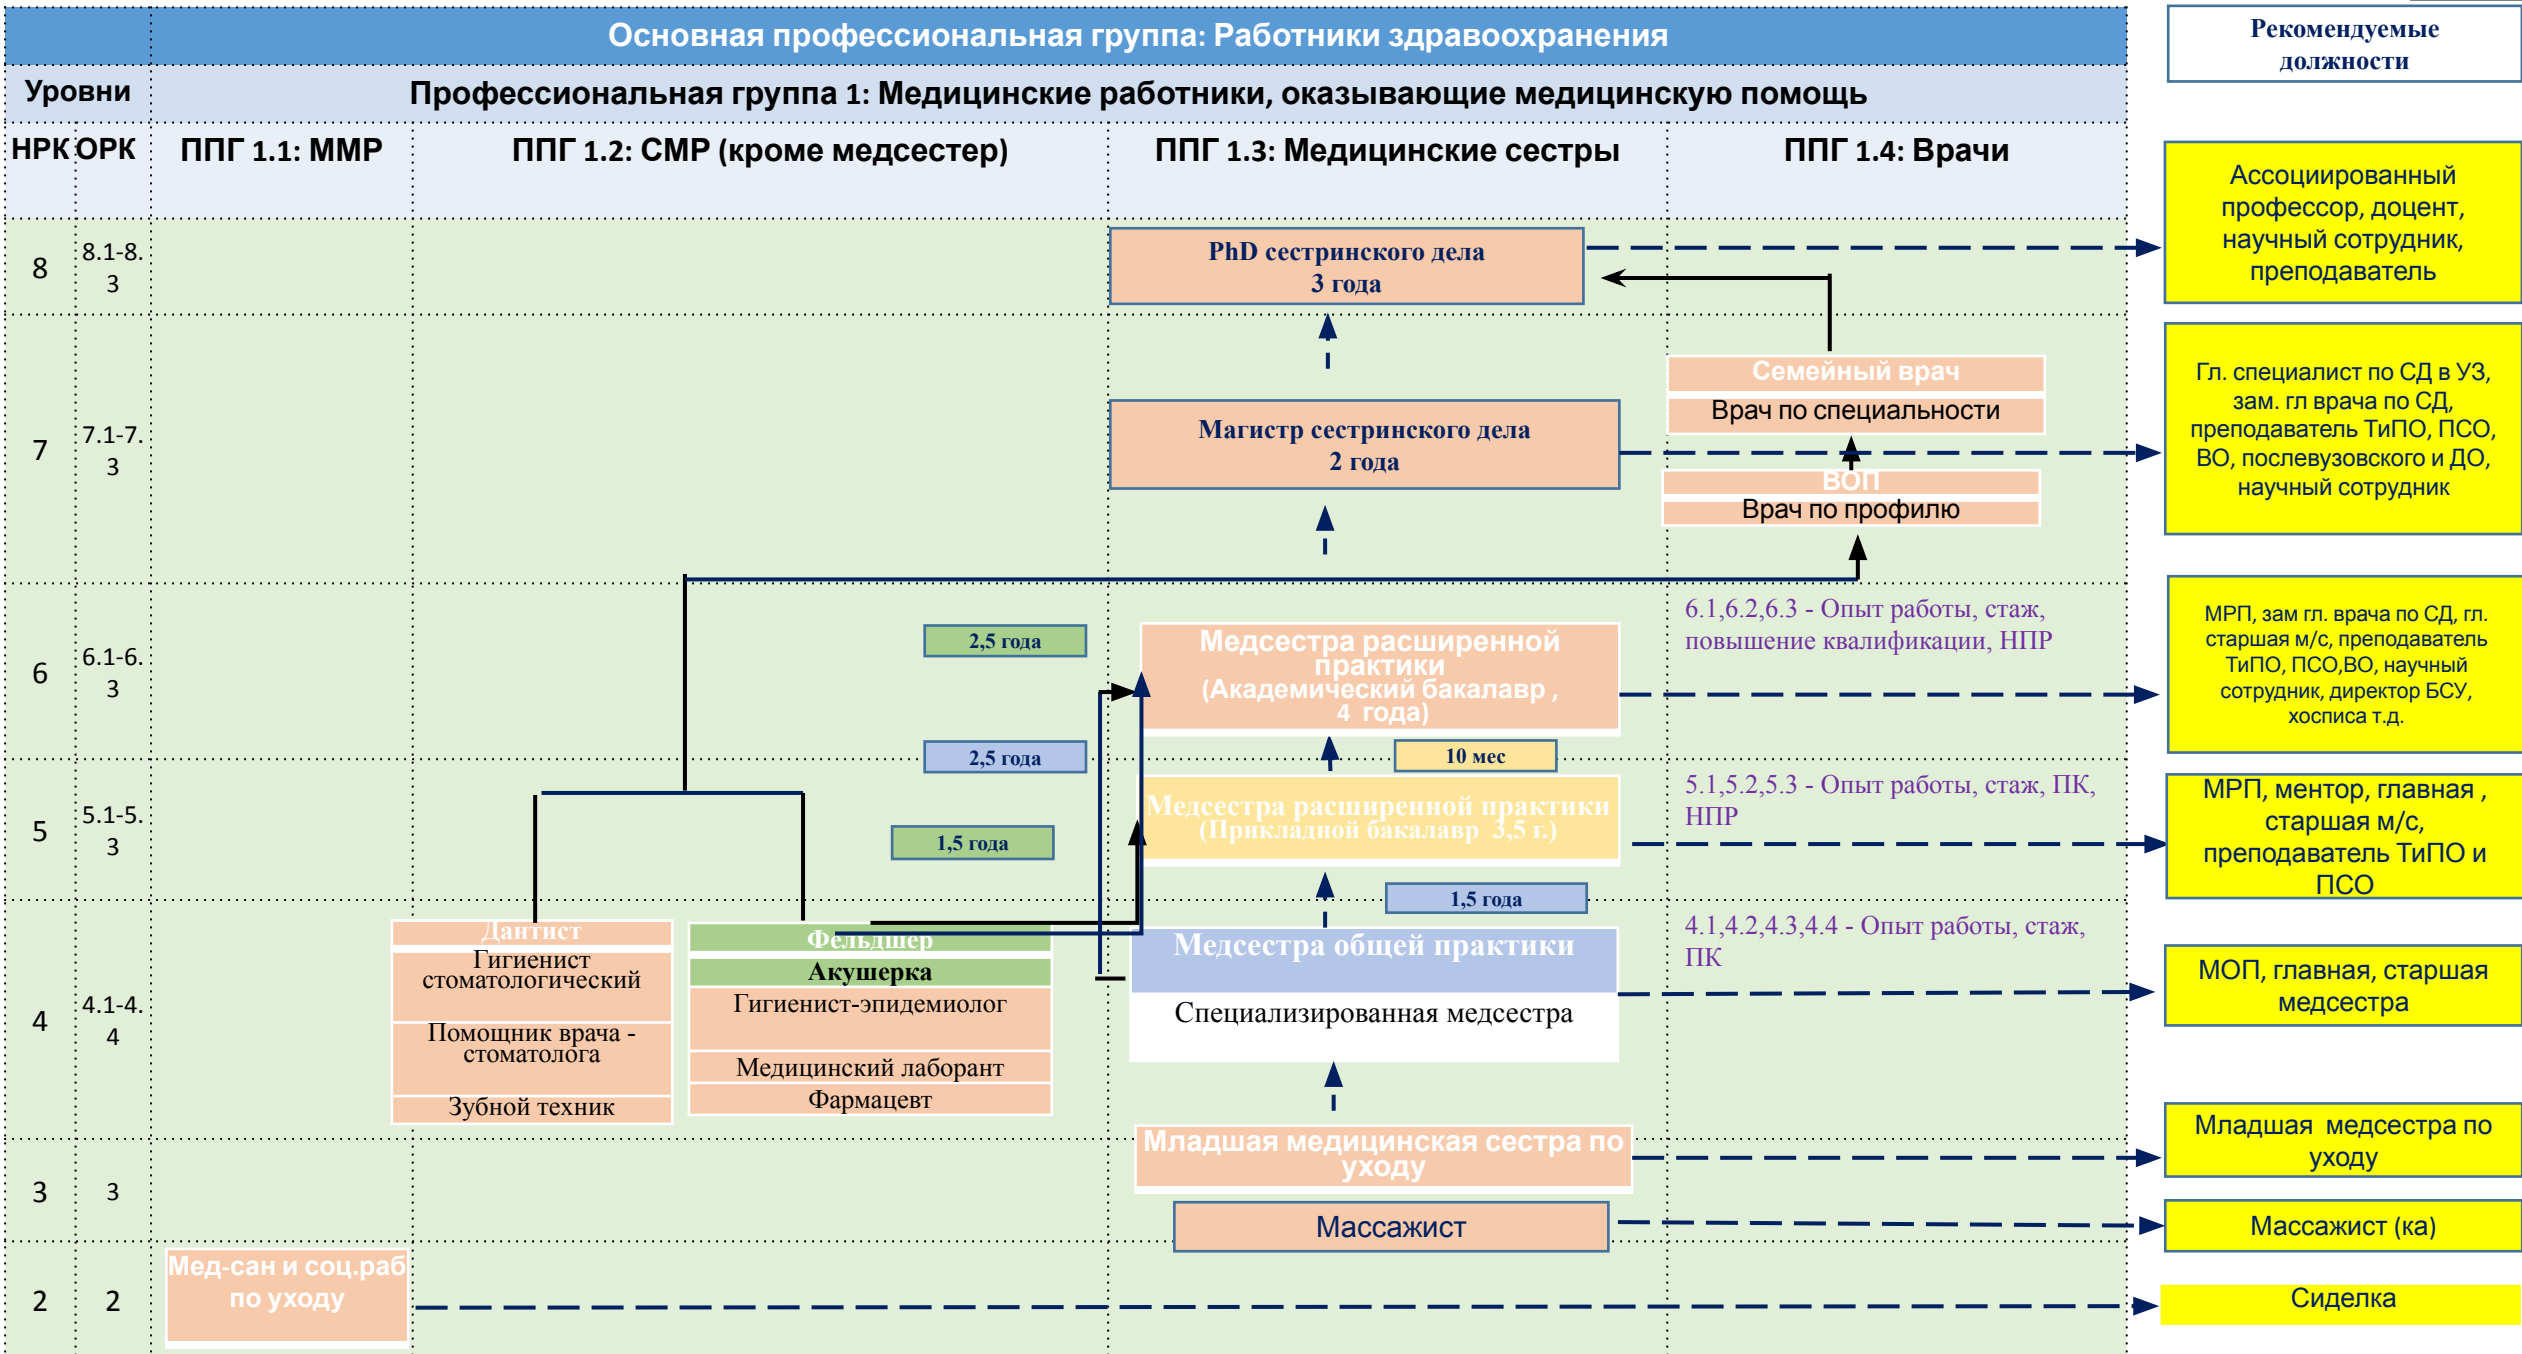 Основная профессиональная группа: Работники здравоохранения
Рекомендуемые
должности
Уровни
Профессиональная группа 1: Медицинские работники, оказывающие медицинскую помощь
НРК
ОРК
ППГ 1.1: ММР
ППГ 1.2: СМР (кроме медсестер)
ППГ 1.3: Медицинские сестры
ППГ 1.4: Врачи
Ассоциированный
профессор, доцент,
научный сотрудник,
преподаватель
8
8.1-8.
3
PhD сестринского дела
3 года
7
7.1-7.
3
Магистр сестринского дела
2 года
Семейный врач
Врач по специальности
ВОП
Врач по профилю
Гл. специалист по СД в УЗ,
зам. гл врача по СД,
преподаватель ТиПО, ПСО,
ВО, послевузовского и ДО,
научный сотрудник
6
6.1-6.
3
2,5 года
Медсестра расширенной
практики
(Академический бакалавр ,
4 года)
6.1,6.2,6.3 - Опыт работы, стаж,
повышение квалификации, НПР
МРП, зам гл. врача по СД, гл.
старшая м/с, преподаватель
ТиПО, ПСО,ВО, научный
сотрудник, директор БСУ,
хосписа т.д.
2,5 года
10 мес
5
5.1-5.
3
1,5 года
Медсестра расширенной практики
(Прикладной бакалавр 3,5 г.)
5.1,5.2,5.3 - Опыт работы, стаж, ПК,
НПР
МРП, ментор, главная ,
старшая м/с,
преподаватель ТиПО и
ПСО
1,5 года
4
4.1-4.
4
Дантист
Гигиенист
стоматологический
Помощник врача -
стоматолога
Зубной техник
Фельдшер
Акушерка
Гигиенист-эпидемиолог
Медицинский лаборант
Фармацевт
Медсестра общей практики
Специализированная медсестра
4.1,4.2,4.3,4.4 - Опыт работы, стаж,
ПК
МОП, главная, старшая
медсестра
3
3
Младшая медицинская сестра по
уходу
Младшая медсестра по
уходу
Массажист
Массажист (ка)
2
2
Мед-сан и соц.раб
по уходу
Сиделка